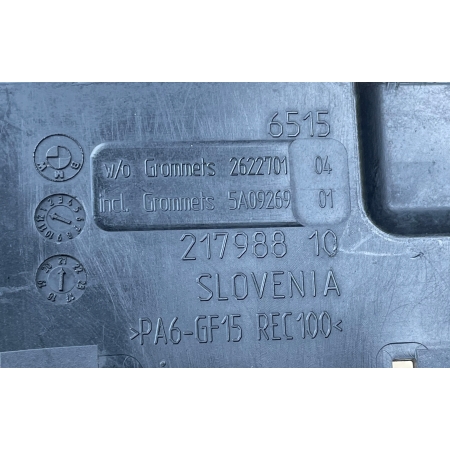 6515
w/o Grommets 2622701 04
incl. Grommets 5A09269 01
217988 10
SLOVENIA
>PA6-GF15 REC100<